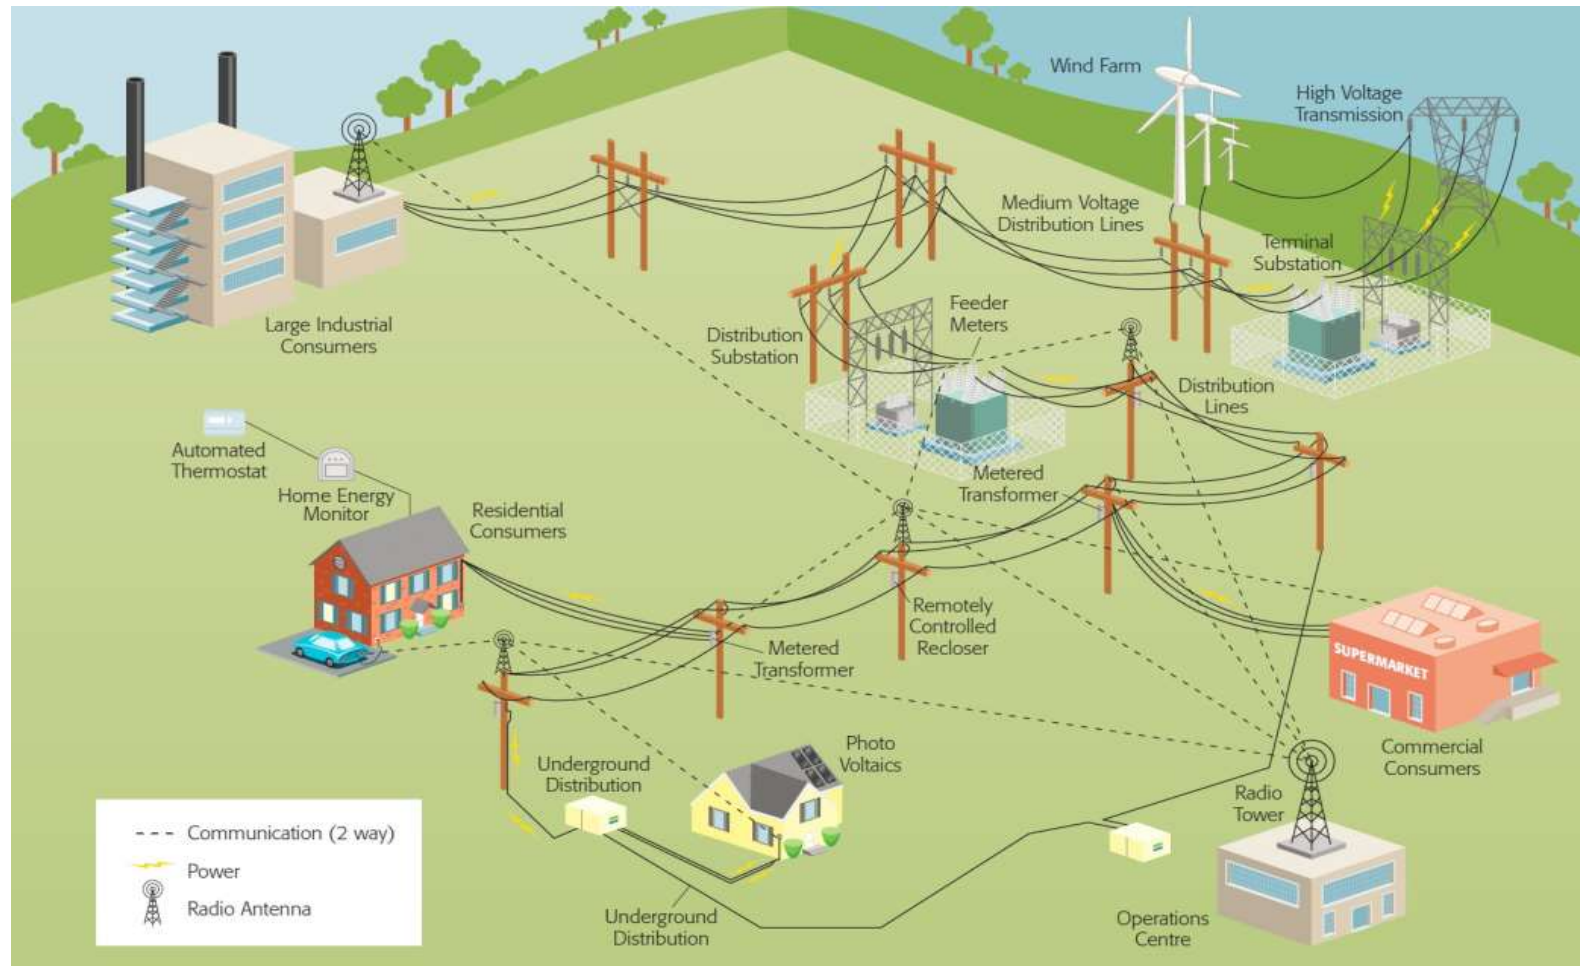 Wind Farm
High Voltage
Transmission
Medium Voltage
Distribution Lines
Terminal
Substation
Large Industrial
Consumers
Distribution
Substation
Feeder
Meters
Distribution
Lines
Automated
Thermostat
Home Energy
Monitor
Residential
Consumers
Metered
Transformer
Remotely
Controlled
Recloser
Metered
Transformer
SUPERMARKET
Commercial
Consumers
Photo
Voltaics
Underground
Distribution
Radio
Tower
Underground
Distribution
Operations
Centre
Communication (2 way)
Power
Radio Antenna